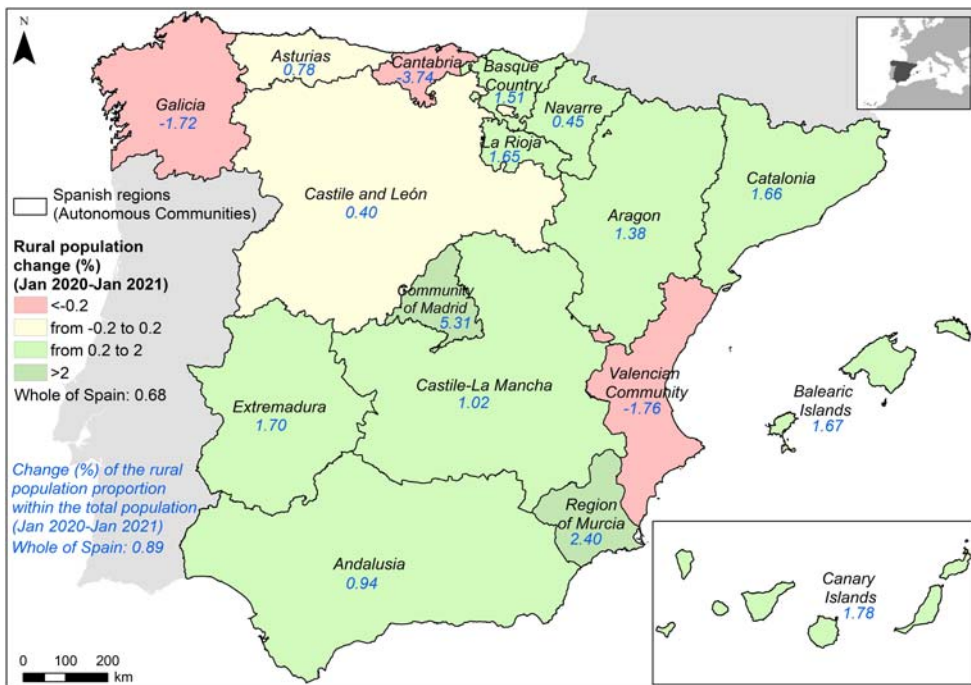 N
Asturias
0.78
Cantabria
-3.74
Basque
Country
1.51
Navarre
0.45
Galicia
-1.72
La Rioja
1.65
Catalonia
1.66
Castile and León
0.40
Aragon
1.38
Spanish regions
(Autonomous Communities)
Rural population
change (%)
(Jan 2020-Jan 2021)
<-0.2
from -0.2 to 0.2
from 0.2 to 2
>2
Whole of Spain: 0.68
Community
of Madrid
5.31
Castile-La Mancha
1.02
Valencian
Community
-1.76
Balearic
Islands
1.67
Extremadura
1.70
Change (%) of the rural
population proportion
within the total population
(Jan 2020-Jan 2021)
Whole of Spain: 0.89
Region
of Murcia
2.40
Andalusia
0.94
Canary
Islands
1.78
0 100 200
km